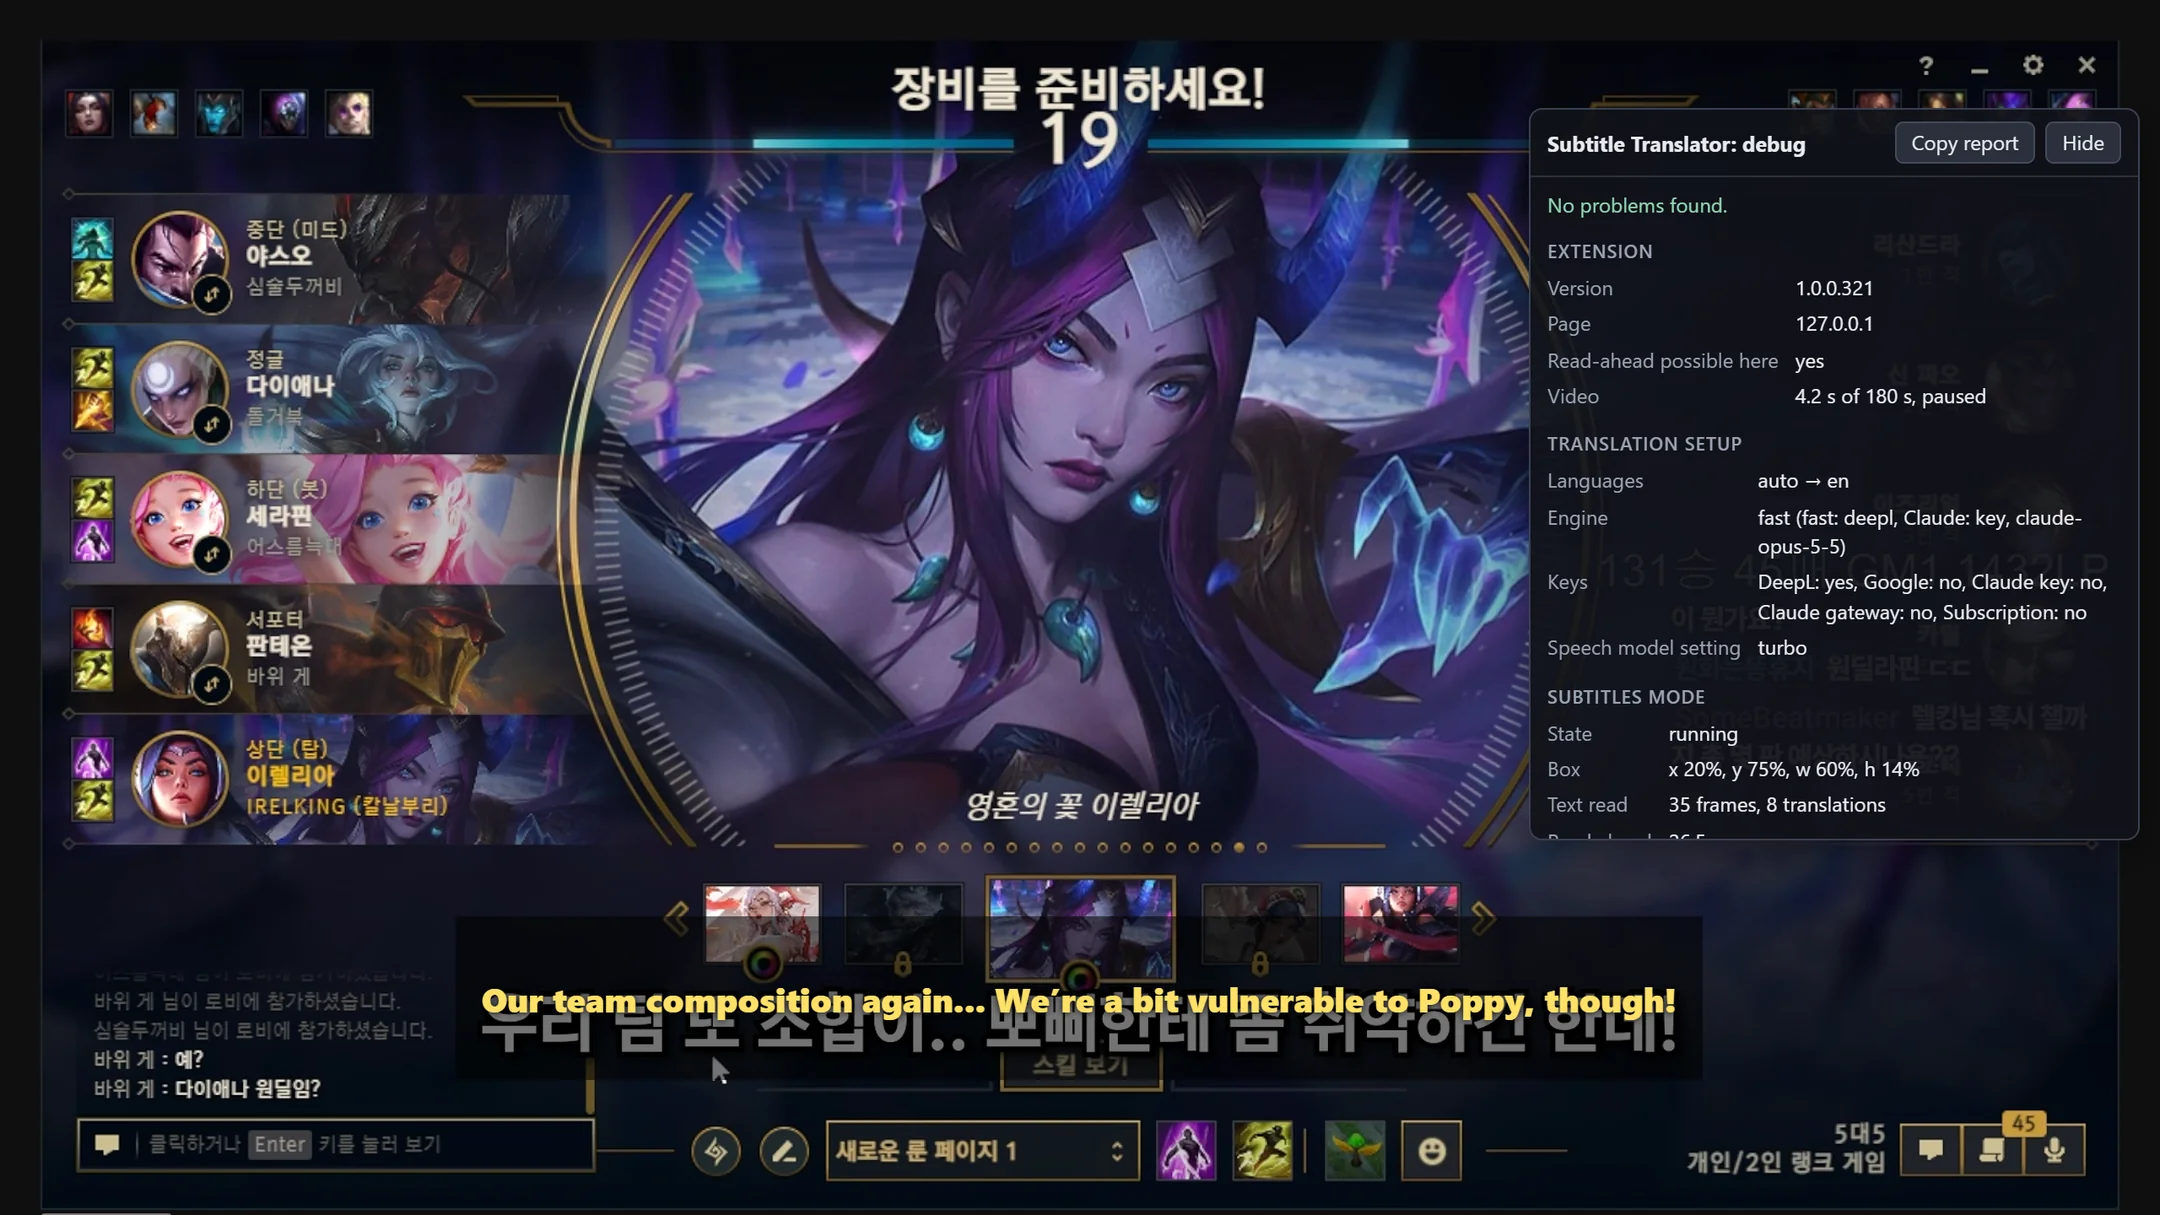 장비를 준비하세요!
19
중단 (미드)
야스오
심술두꺼비
정글
다이애나
돌거북
하단 (봇)
세라핀
어스름늑대
서포터
판테온
바위 게
상단 (탑)
이렐리아
IRELKING (칼날부리)
영혼의 꽃 이렐리아
Subtitle Translator: debug
Copy report
Hide
No problems found.
EXTENSION
Version 1.0.0.321
Page 127.0.0.1
Read-ahead possible here yes
Video 4.2 s of 180 s, paused
TRANSLATION SETUP
Languages auto → en
Engine fast (fast: deepl, Claude: key, claude-
opus-5-5)
Keys DeepL: yes, Google: no, Claude key: no,
Claude gateway: no, Subscription: no
Speech model setting turbo
SUBTITLES MODE
State running
Box x 20%, y 75%, w 60%, h 14%
Text read 35 frames, 8 translations
리산드라
Our team composition again... We’re a bit vulnerable to Poppy, though!
우리 팀 또 조합이.. 뽀삐한테 좀 취약하긴 한데!
스킬 보기
바위 게 님이 로비에 참가하셨습니다.
심술두꺼비 님이 로비에 참가하셨습니다.
바위 게 : 예?
바위 게 : 다이애나 원딜임?
클릭하거나 Enter 키를 눌러 보기
새로운 룬 페이지 1
5대5
개인/2인 랭크 게임
45